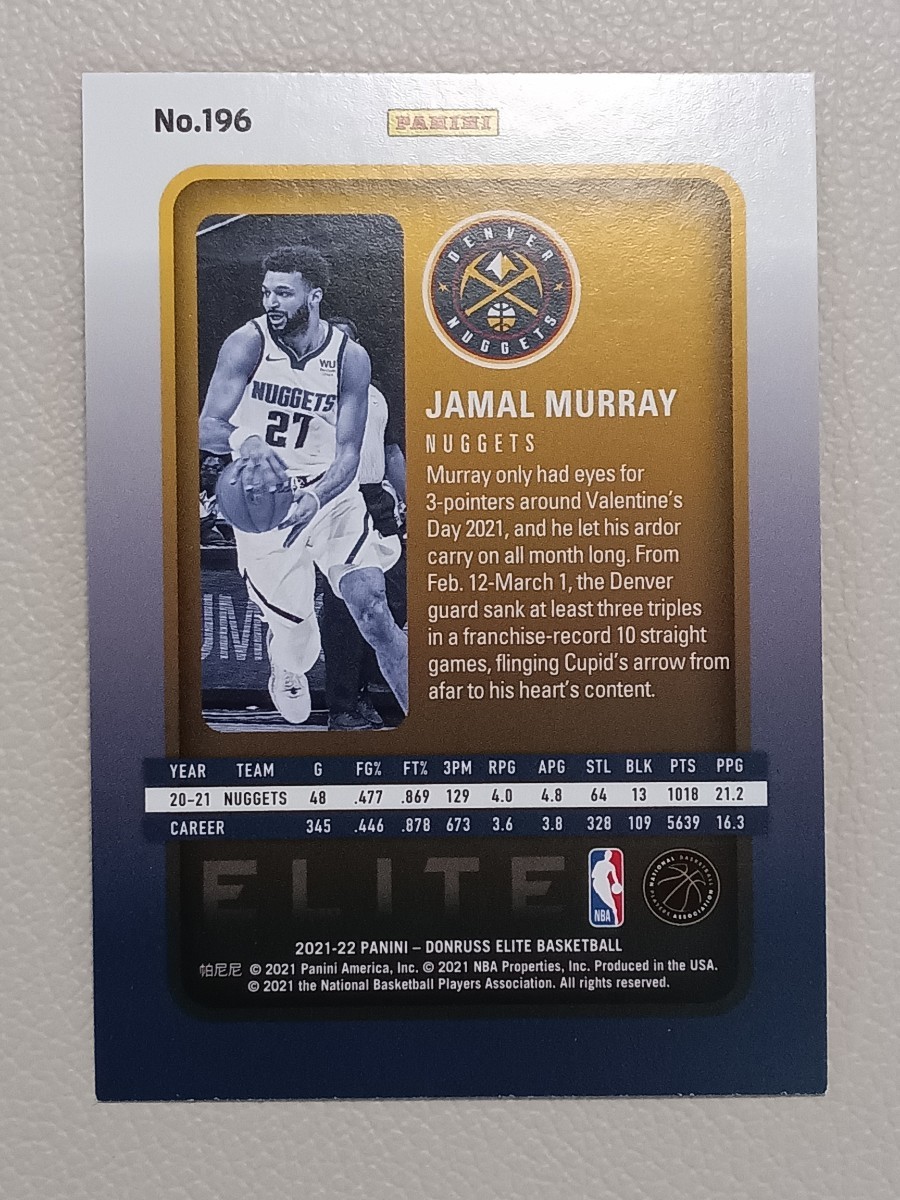 No.196
PANINI
DENVER
NUGGETS
WU
NUGGETS
27
JAMAL MURRAY
NUGGETS
Murray only had eyes for
3-pointers around Valentine's
Day 2021, and he let his ardor
carry on all month long. From
Feb. 12-March 1, the Denver
guard sank at least three triples
in a franchise-record 10 straight
games, flinging Cupid's arrow from
afar to his heart's content.
YEAR TEAM G FG% FT% 3PM RPG APG STL BLK PTS PPG
20-21 NUGGETS 48 .477 .869 129 4.0 4.8 64 13 1018 21.2
CAREER 345 .446 .878 673 3.6 3.8 328 109 5639 16.3
ELITE
NBA
NATIONAL BASKETBALL
PLAYERS ASSOCIATION
2021-22 PANINI – DONRUSS ELITE BASKETBALL
帕尼尼 © 2021 Panini America, Inc. © 2021 NBA Properties, Inc. Produced in the USA.
© 2021 the National Basketball Players Association. All rights reserved.